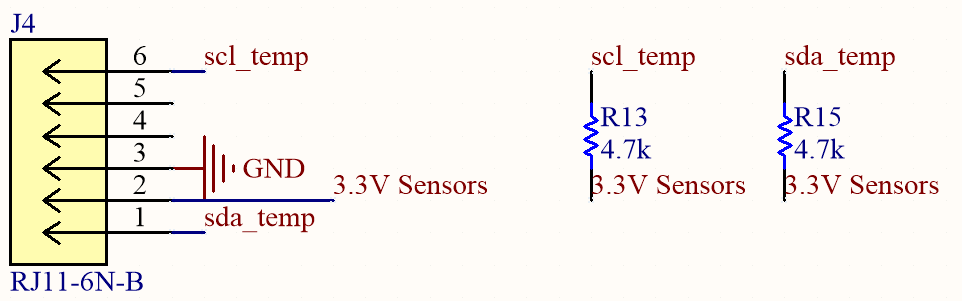 J4
6 scl_temp
5
4
3 GND
2 3.3V Sensors
1 sda_temp
RJ11-6N-B
scl_temp
R13
4.7k
3.3V Sensors
sda_temp
R15
4.7k
3.3V Sensors